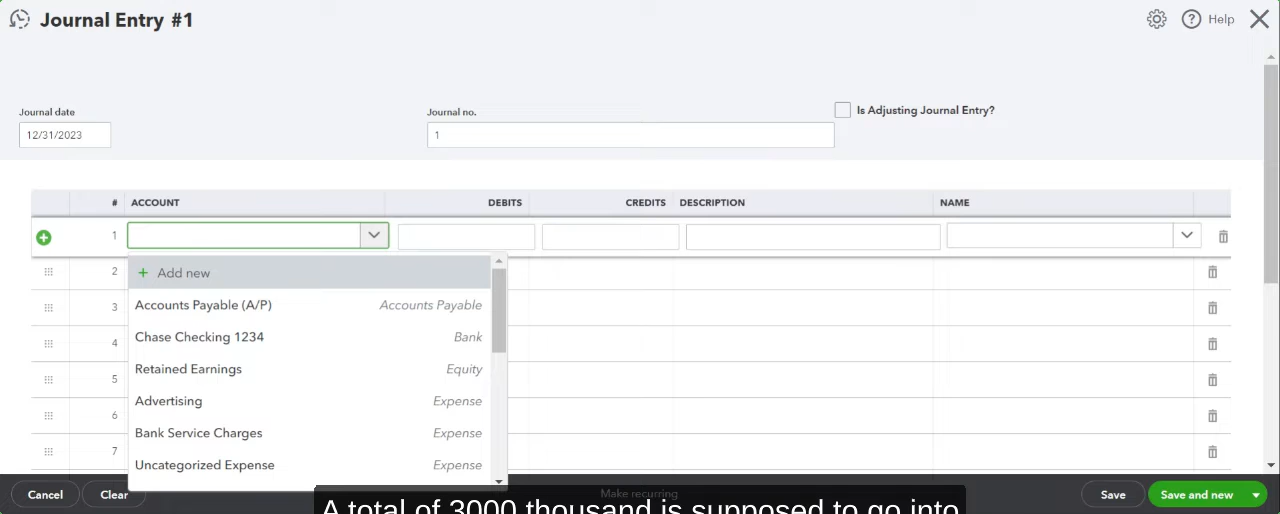 Journal Entry #1
Help
Journal date
Journal no.
Is Adjusting Journal Entry?
12/31/2023
1
# ACCOUNT DEBITS CREDITS DESCRIPTION NAME
1
2
+ Add new
3
Accounts Payable (A/P) Accounts Payable
4
Chase Checking 1234 Bank
5
Retained Earnings Equity
6
Advertising Expense
7
Bank Service Charges Expense
Uncategorized Expense Expense
Cancel Clear Make recurring Save Save and new
A total of 3000 thousand is supposed to go into